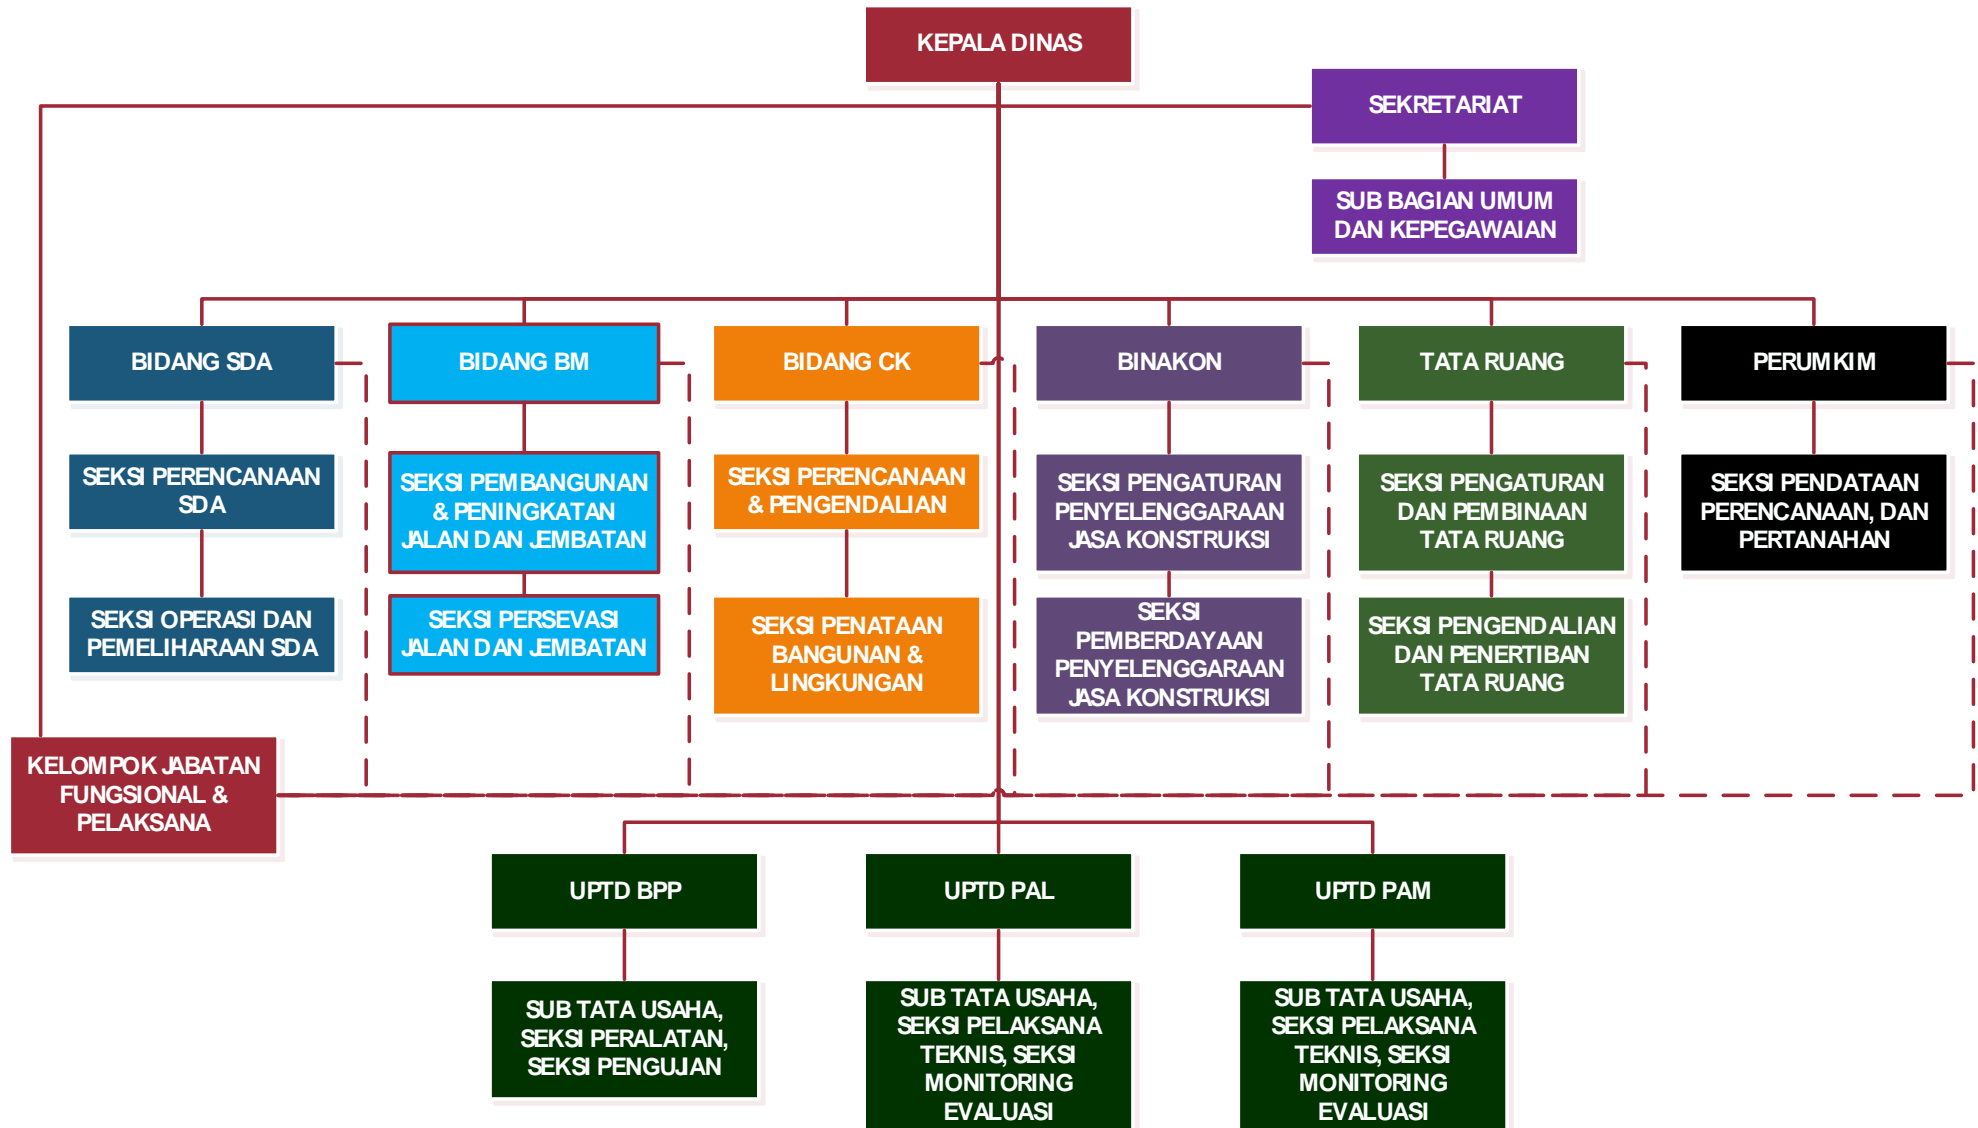 KEPALA DINAS
SEKRETARIAT
SUB BAGIAN UMUM
DAN KEPEGAWAIAN
BIDANG SDA
BIDANG BM
BIDANG CK
BINAKON
TATA RUANG
PERUMKIM
SEKSI PERENCANAAN
SDA
SEKSI PEMBANGUNAN
& PENINGKATAN
JALAN DAN JEMBATAN
SEKSI PERENCANAAN
& PENGENDALIAN
SEKSI PENGATURAN
PENYELENGGARAAN
JASA KONSTRUKSI
SEKSI PENGATURAN
DAN PEMBINAAN
TATA RUANG
SEKSI PENDATAAN
PERENCANAAN, DAN
PERTANAHAN
SEKSI OPERASI DAN
PEMELIHARAAN SDA
SEKSI PERSEVASI
JALAN DAN JEMBATAN
SEKSI PENATAAN
BANGUNAN &
LINGKUNGAN
SEKSI
PEMBERDAYAAN
PENYELENGGARAAN
JASA KONSTRUKSI
SEKSI PENGENDALIAN
DAN PENERTIBAN
TATA RUANG
KELOMPOK JABATAN
FUNGSIONAL &
PELAKSANA
UPTD BPP
UPTD PAL
UPTD PAM
SUB TATA USAHA,
SEKSI PERALATAN,
SEKSI PENGUJIAN
SUB TATA USAHA,
SEKSI PELAKSANA
TEKNIS, SEKSI
MONITORING
EVALUASI
SUB TATA USAHA,
SEKSI PELAKSANA
TEKNIS, SEKSI
MONITORING
EVALUASI